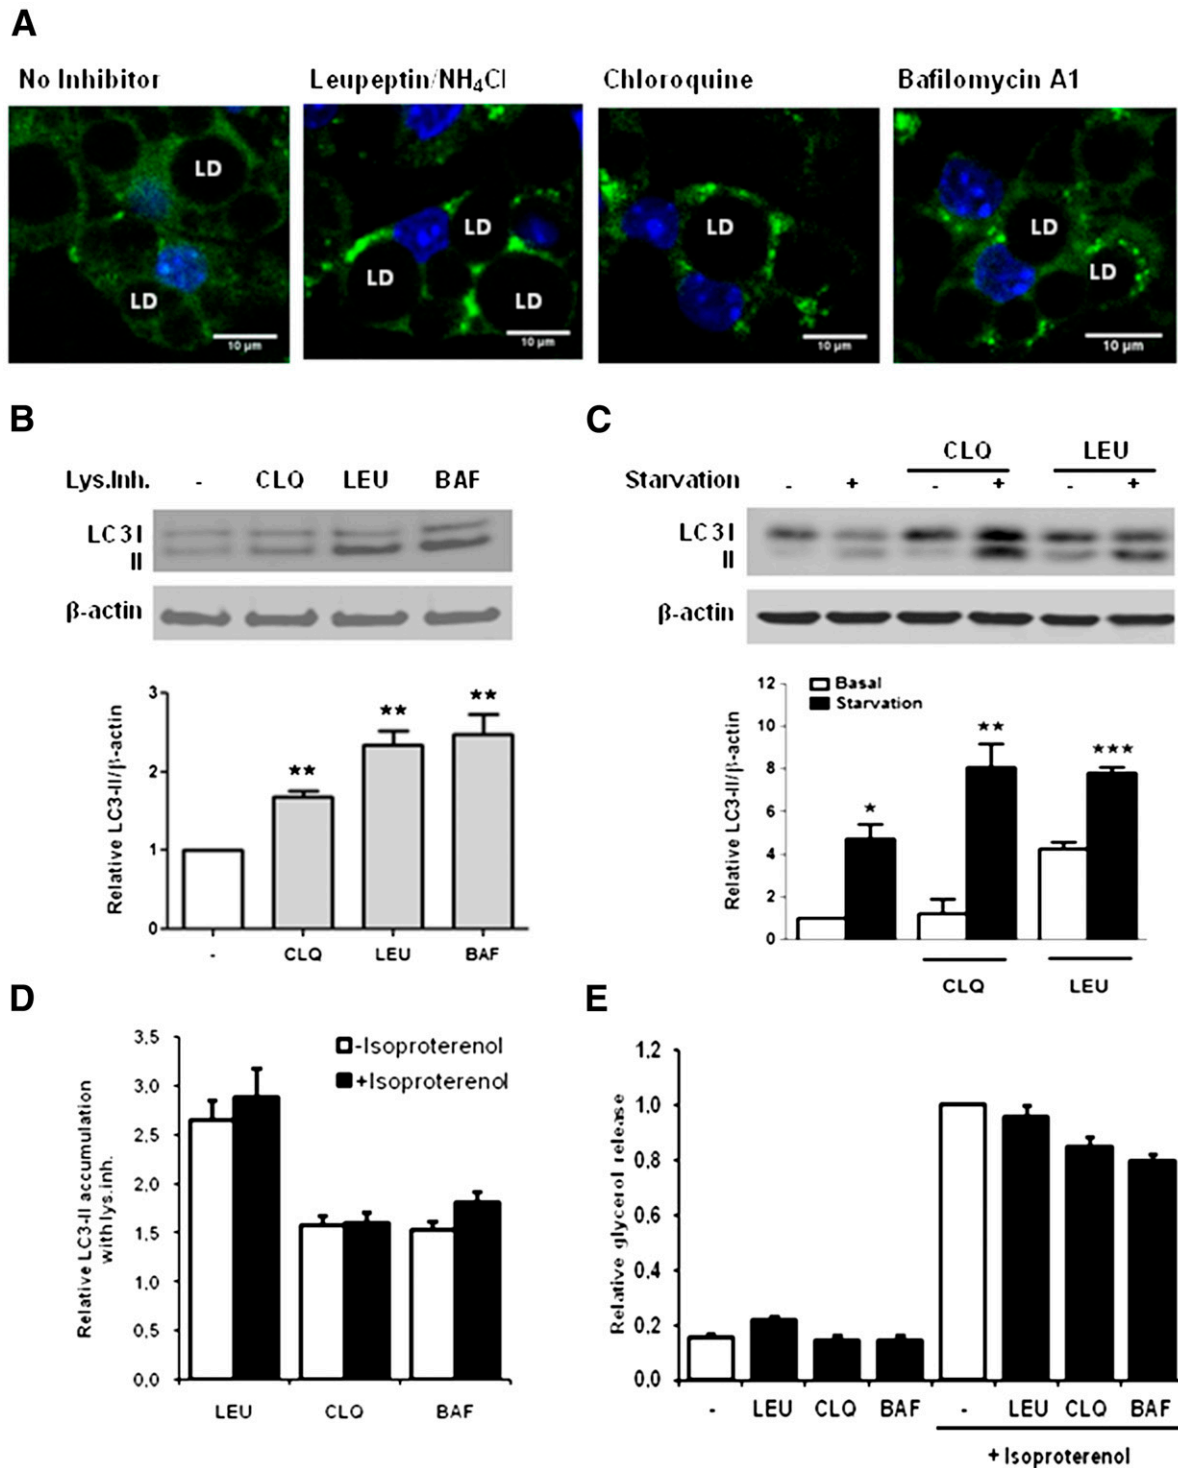 A
No Inhibitor
Leupeptin/NH₄Cl
Chloroquine
Bafilomycin A1
LD
LD
10 µm
LD
LD
LD
10 µm
LD
10 µm
LD
LD
10 µm
B
Lys.Inh. - CLQ LEU BAF
LC3 I
II
β-actin
Relative LC3-II/β-actin
3
2
1
0
** ** **
- CLQ LEU BAF
C
CLQ LEU
Starvation - + - + - +
LC3 I
II
β-actin
Relative LC3-II/β-actin
12
10
8
6
4
2
0
Basal
Starvation
* ** ***
CLQ LEU
D
Relative LC3-II accumulation
with lys.inh.
3.5
3.0
2.5
2.0
1.5
1.0
0.5
0.0
-Isoproterenol
+Isoproterenol
LEU CLQ BAF
E
Relative glycerol release
1.2
1.0
0.8
0.6
0.4
0.2
0.0
- LEU CLQ BAF - LEU CLQ BAF
+ Isoproterenol